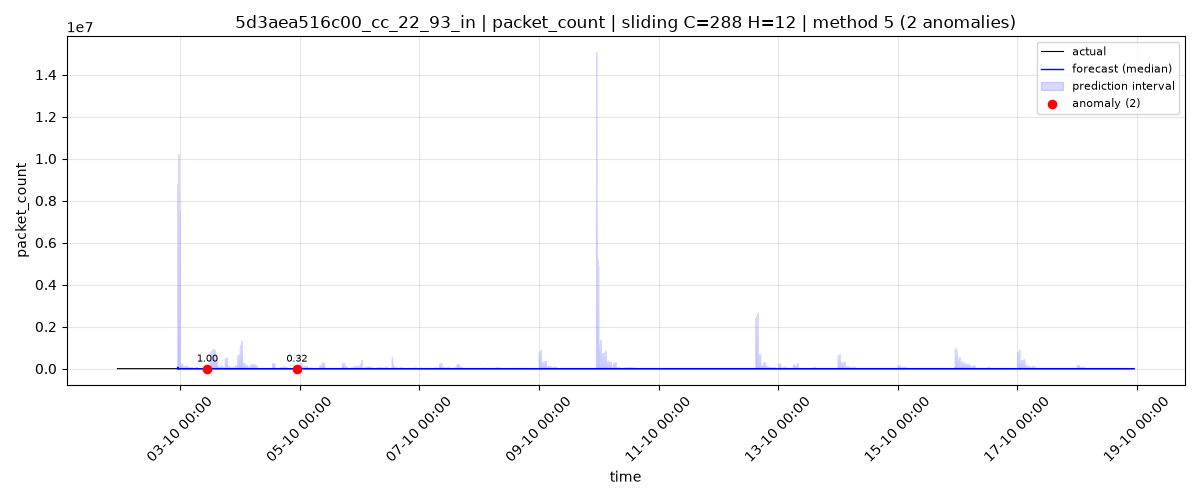 5d3aea516c00_cc_22_93_in | packet_count | sliding C=288 H=12 | method 5 (2 anomalies)
1e7
actual
forecast (median)
prediction interval
anomaly (2)
1.4
1.2
1.0
0.8
0.6
0.4
0.2
0.0
packet_count
1.00
0.32
03-10 00:00
05-10 00:00
07-10 00:00
09-10 00:00
11-10 00:00
13-10 00:00
15-10 00:00
17-10 00:00
19-10 00:00
time